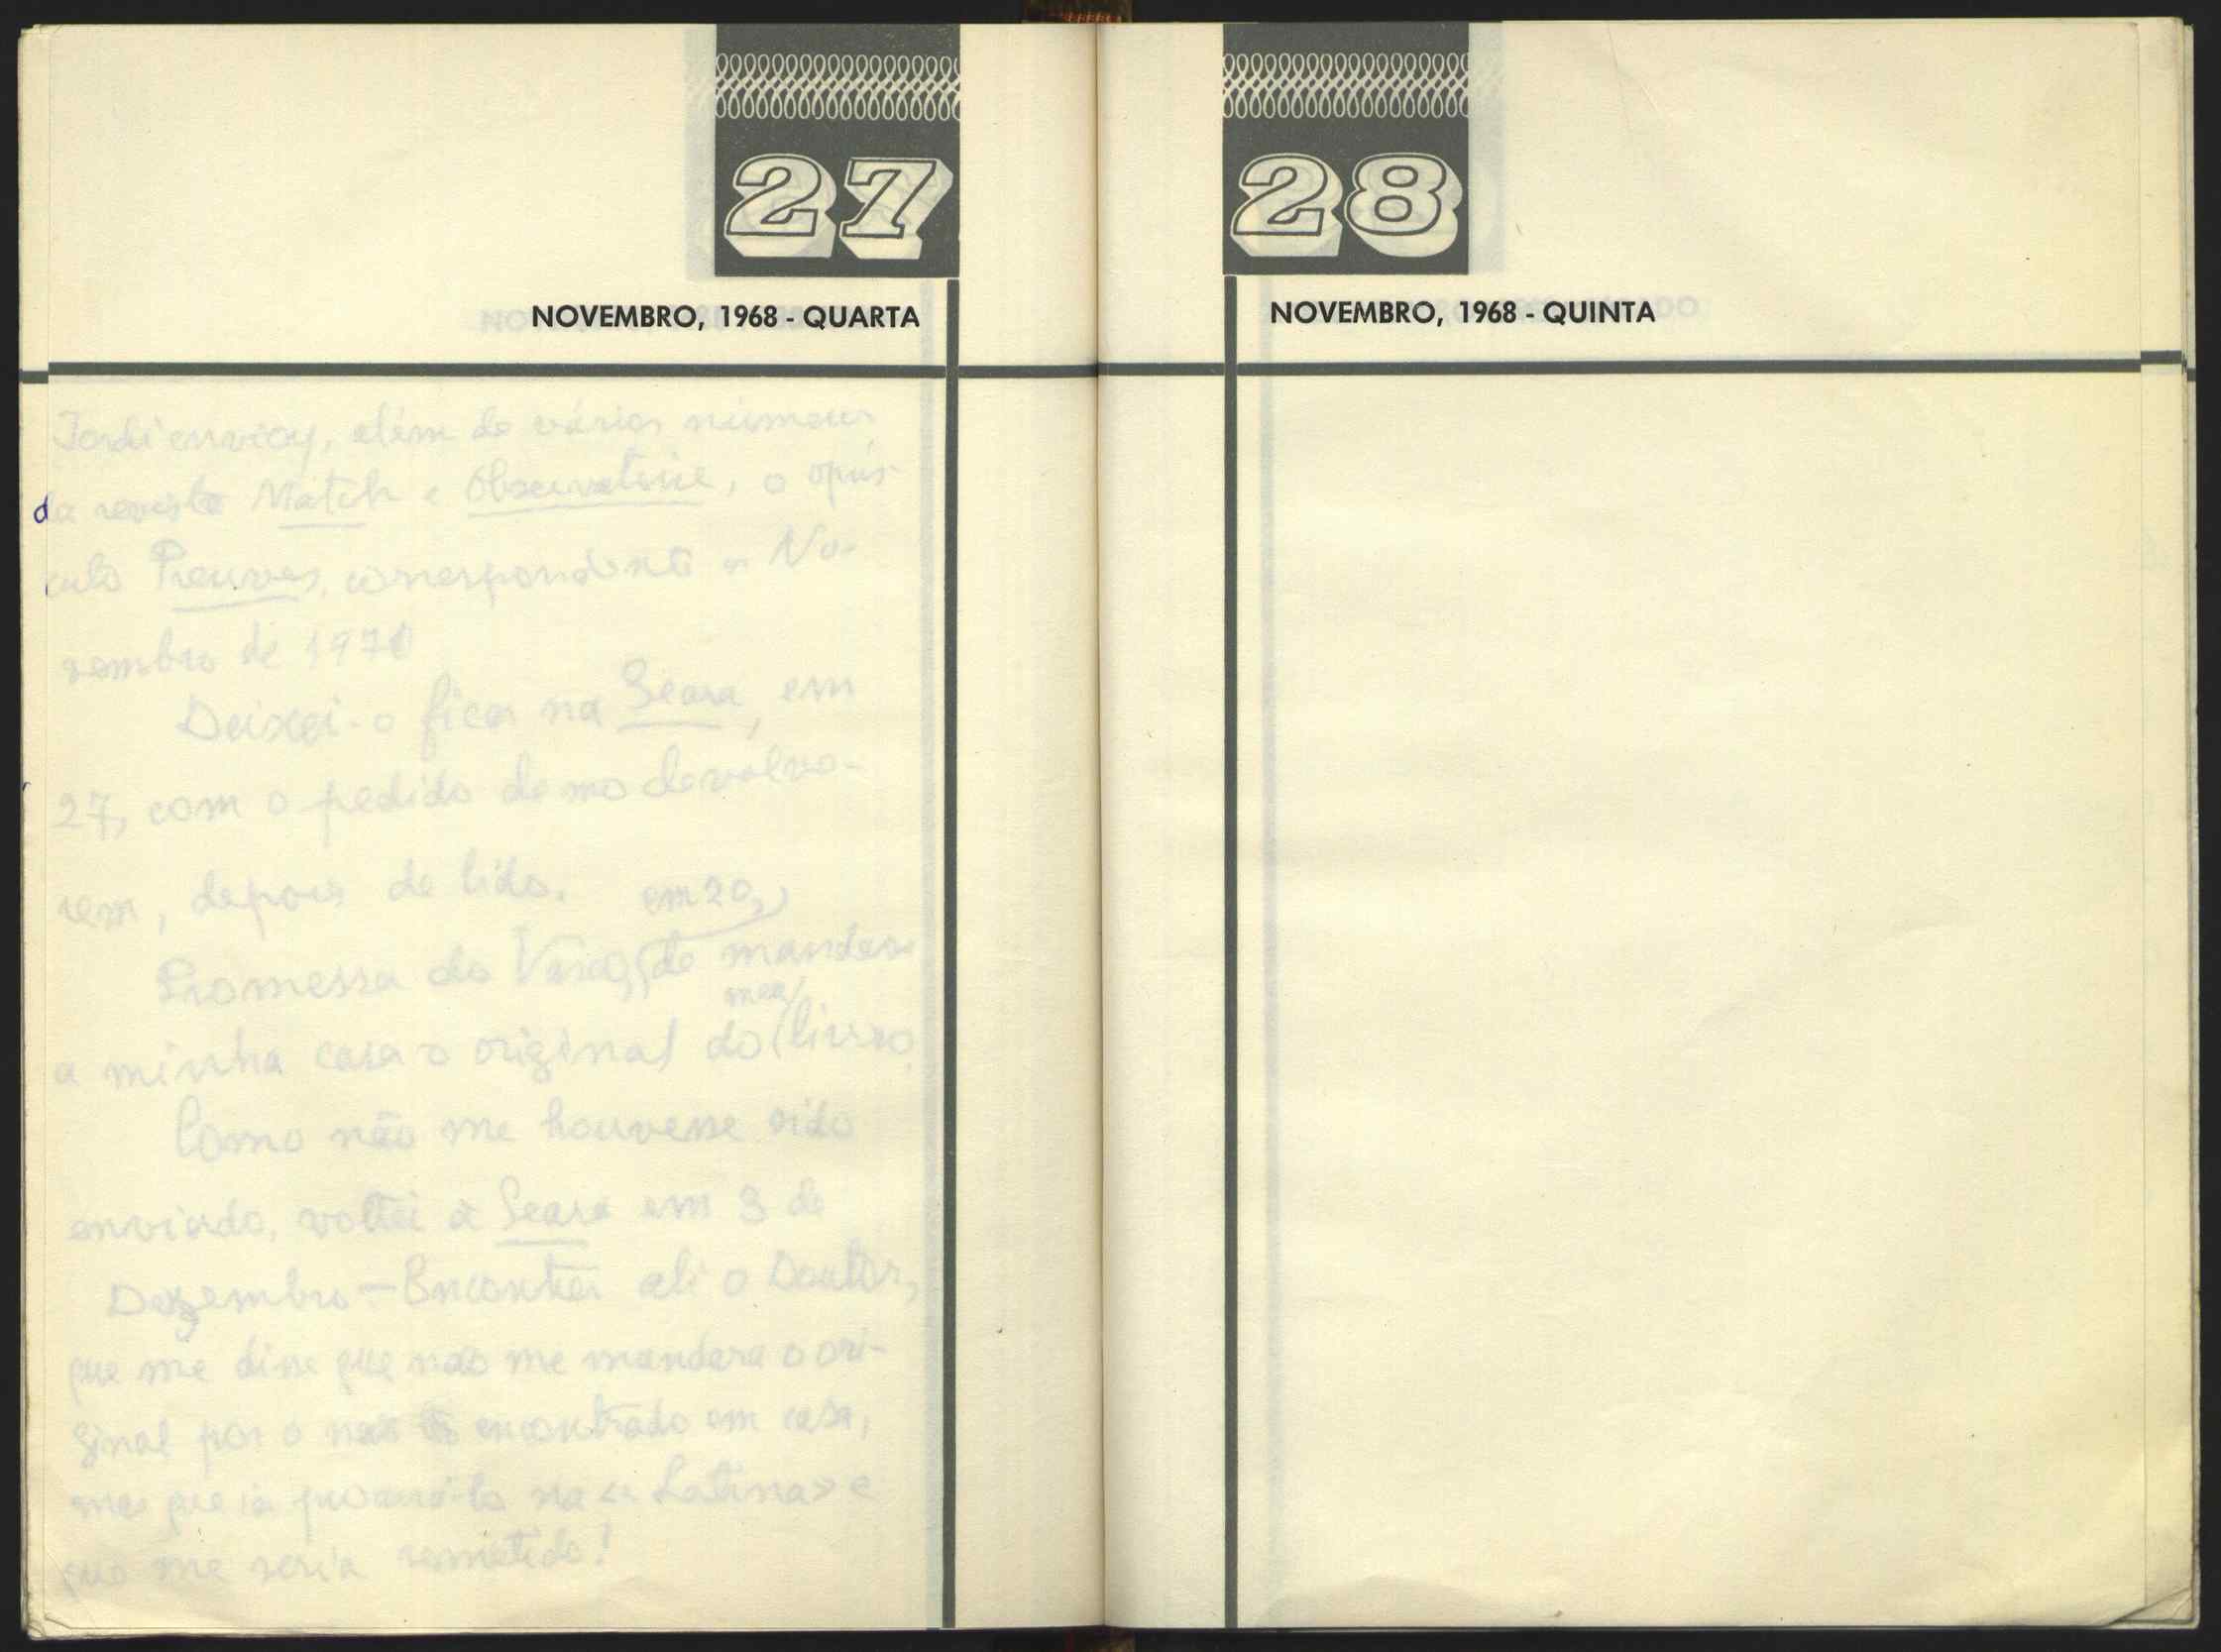 27
NOVEMBRO, 1968 - QUARTA
enviou, além de vários números
da revista Match e Observatoire, o opús-
culo Preuves, correspondente a No-
vembro de 1970
Deixei-o ficar na Seara, em
27, com o pedido de mo devolve-
rem, depois de lido.
em 20,
Promessa do Vasco, de mandar
meu
a minha casa o original do livro.
Como não me houvesse sido
enviado, voltei à Seara em 3 de
Dezembro - Encontrei ali o Doutor,
que me disse que não me mandara o ori-
ginal por o não ter encontrado em casa,
mas que ia procurá-lo na «Latina» e
que me seria remetido!
28
NOVEMBRO, 1968 - QUINTA